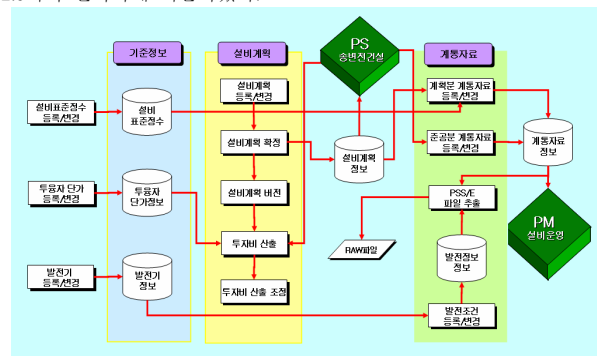 기준정보
설비계획
PS
송변전건설
계통자료
설비표준정수
등록/변경
설비
표준정수
설비계획
등록/변경
계획분 계통자료
등록/변경
설비계획 확정
설비계획
정보
준공분 계통자료
등록/변경
계통자료
정보
투융자 단가
등록/변경
투융자
단가정보
설비계획 버전
PSS/E
파일 추출
PM
설비운영
투자비 산출
RAW파일
발전정보
정보
발전기
등록/변경
발전기
정보
투자비 산출 조정
발전조건
등록/변경